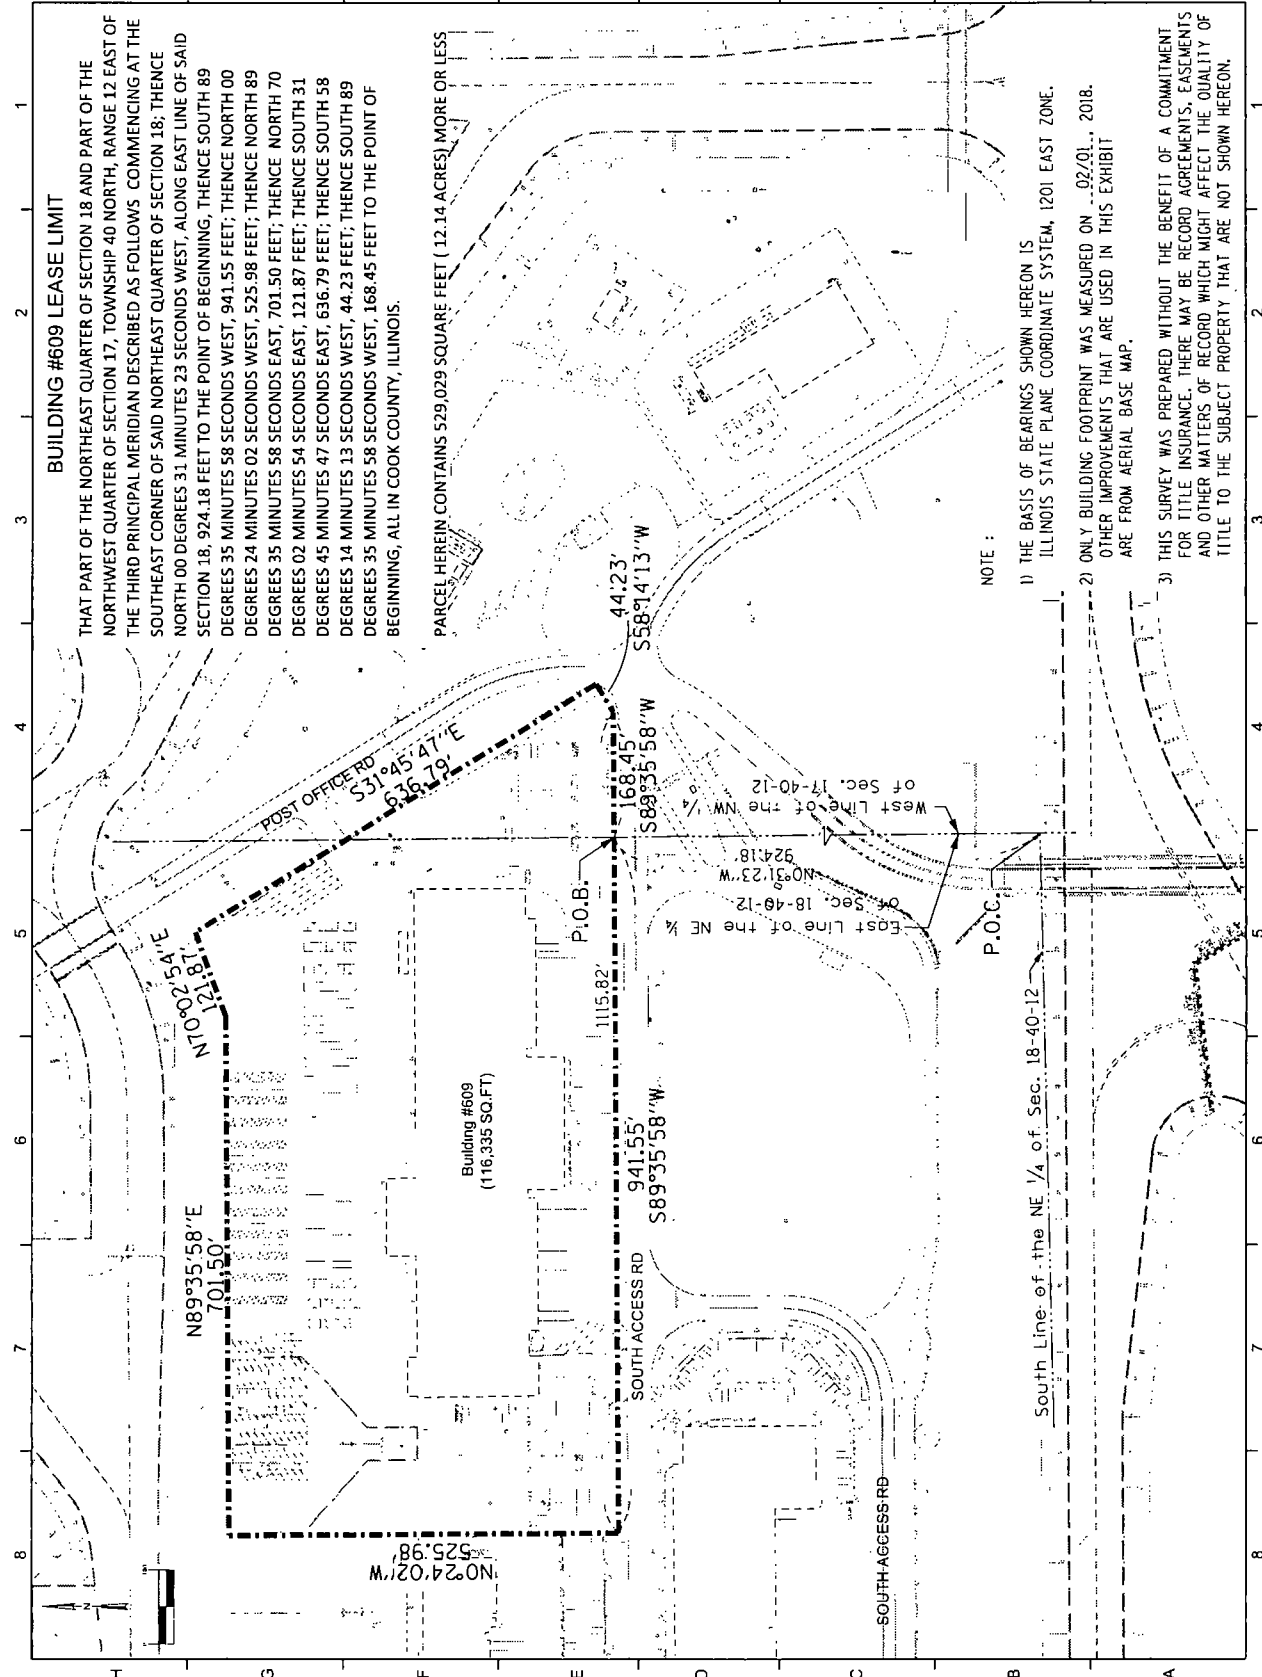 BUILDING #609 LEASE LIMIT
THAT PART OF THE NORTHEAST QUARTER OF SECTION 18 AND PART OF THE
NORTHWEST QUARTER OF SECTION 17, TOWNSHIP 40 NORTH, RANGE 12 EAST OF
THE THIRD PRINCIPAL MERIDIAN DESCRIBED AS FOLLOWS COMMENCING AT THE
SOUTHEAST CORNER OF SAID NORTHEAST QUARTER OF SECTION 18; THENCE
NORTH 00 DEGREES 31 MINUTES 23 SECONDS WEST, ALONG EAST LINE OF SAID
SECTION 18, 924.18 FEET TO THE POINT OF BEGINNING, THENCE SOUTH 89
DEGREES 35 MINUTES 58 SECONDS WEST, 941.55 FEET; THENCE NORTH 00
DEGREES 24 MINUTES 02 SECONDS WEST, 525.98 FEET; THENCE NORTH 89
DEGREES 35 MINUTES 58 SECONDS EAST, 701.50 FEET; THENCE NORTH 70
DEGREES 02 MINUTES 54 SECONDS EAST, 121.87 FEET; THENCE SOUTH 31
DEGREES 45 MINUTES 47 SECONDS EAST, 636.79 FEET; THENCE SOUTH 58
DEGREES 14 MINUTES 13 SECONDS WEST, 44.23 FEET; THENCE SOUTH 89
DEGREES 35 MINUTES 58 SECONDS WEST, 168.45 FEET TO THE POINT OF
BEGINNING, ALL IN COOK COUNTY, ILLINOIS.
PARCEL HEREIN CONTAINS 529,029 SQUARE FEET ( 12.14 ACRES) MORE OR LESS
8
7
6
5
4
3
2
1
H
G
F
E
D
C
B
A
N
N89°35'58"E
701.50'
N70°02'54"E
121.87'
POST OFFICE RD
S31°45'47"E
636.79'
N0°24'02"W
525.98'
Building #609
(116,335 SQ.FT)
P.O.B.
1115.82'
941.55'
S89°35'58"W
168.45'
S89°35'58"W
44.23'
S58°14'13"W
SOUTH ACCESS RD
SOUTH ACCESS RD
East Line of the NE ¼
of Sec. 18-40-12
N0°31'23"W
924.18'
West Line of the NW ¼
of Sec. 17-40-12
P.O.C.
South Line of the NE ¼ of Sec. 18-40-12
NOTE :
1) THE BASIS OF BEARINGS SHOWN HEREON IS
ILLINOIS STATE PLANE COORDINATE SYSTEM, 1201 EAST ZONE.
2) ONLY BUILDING FOOTPRINT WAS MEASURED ON 02/01, 2018.
OTHER IMPROVEMENTS THAT ARE USED IN THIS EXHIBIT
ARE FROM AERIAL BASE MAP.
3) THIS SURVEY WAS PREPARED WITHOUT THE BENEFIT OF A COMMITMENT
FOR TITLE INSURANCE. THERE MAY BE RECORD AGREEMENTS, EASEMENTS
AND OTHER MATTERS OF RECORD WHICH MIGHT AFFECT THE QUALITY OF
TITLE TO THE SUBJECT PROPERTY THAT ARE NOT SHOWN HEREON.
8
7
6
5
4
3
2
1